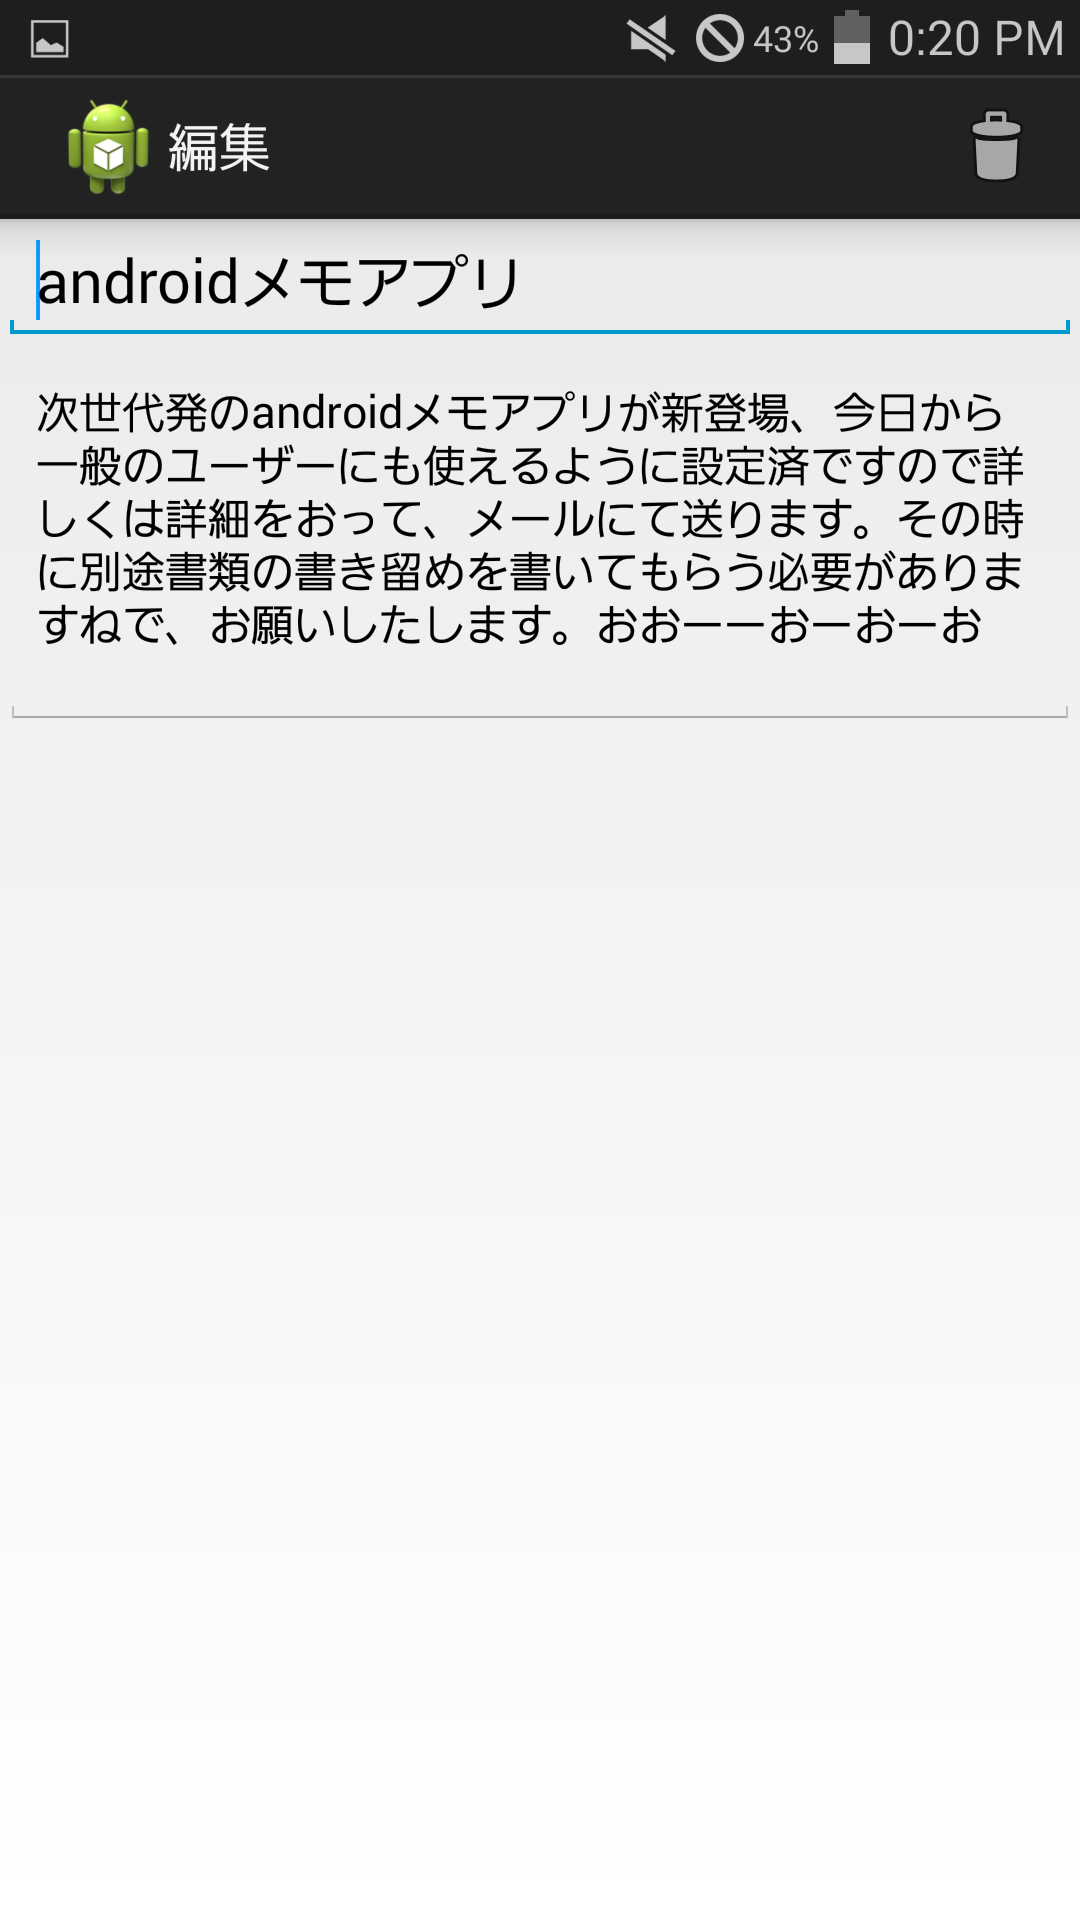 43% 0:20 PM
編集
androidメモアプリ
次世代発のandroidメモアプリが新登場、今日から
一般のユーザーにも使えるように設定済ですので詳
しくは詳細をおって、メールにて送ります。その時
に別途書類の書き留めを書いてもらう必要がありま
すねで、お願いしたします。おおーーおーおーお